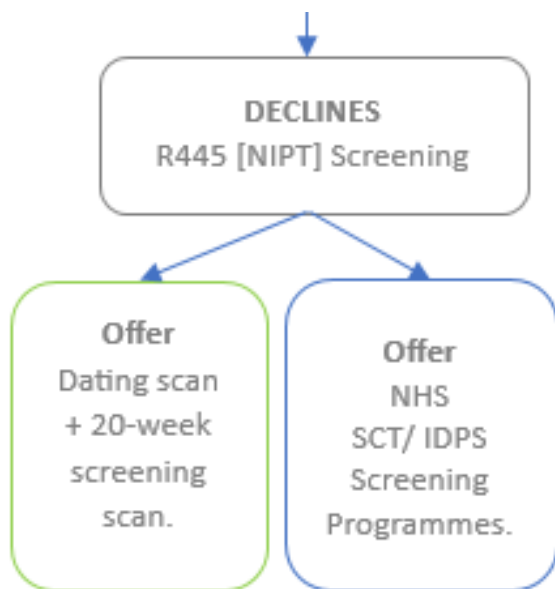 DECLINES
R445 [NIPT] Screening
Offer
Dating scan
+ 20-week
screening
scan.
Offer
NHS
SCT/ IDPS
Screening
Programmes.